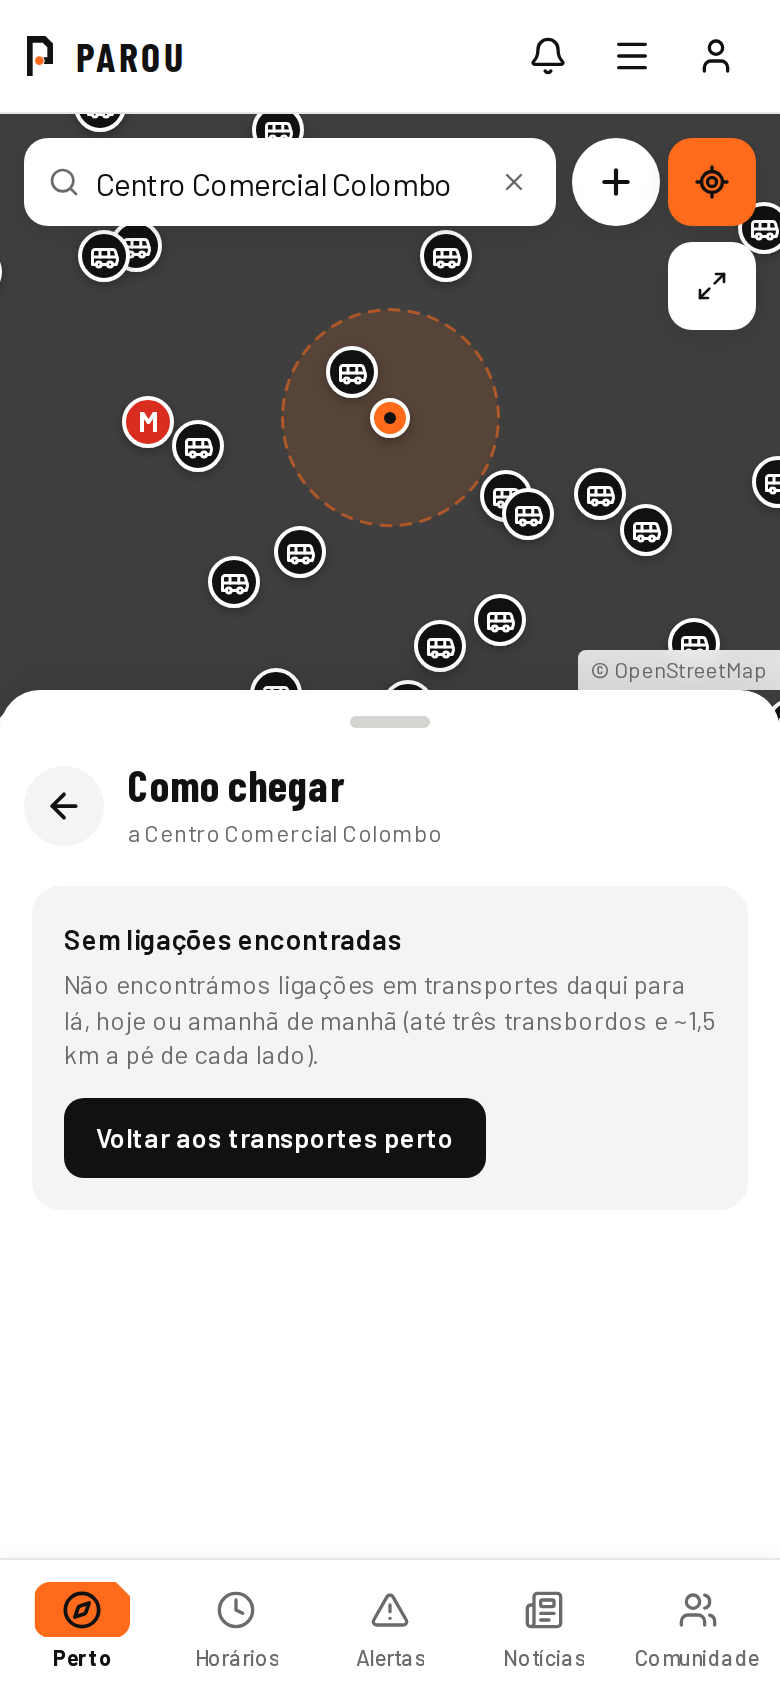 PAROU
Centro Comercial Colombo
M
© OpenStreetMap
Como chegar
a Centro Comercial Colombo
Sem ligações encontradas
Não encontrámos ligações em transportes daqui para
lá, hoje ou amanhã de manhã (até três transbordos e ~1,5
km a pé de cada lado).
Voltar aos transportes perto
Perto
Horários
Alertas
Notícias
Comunidade